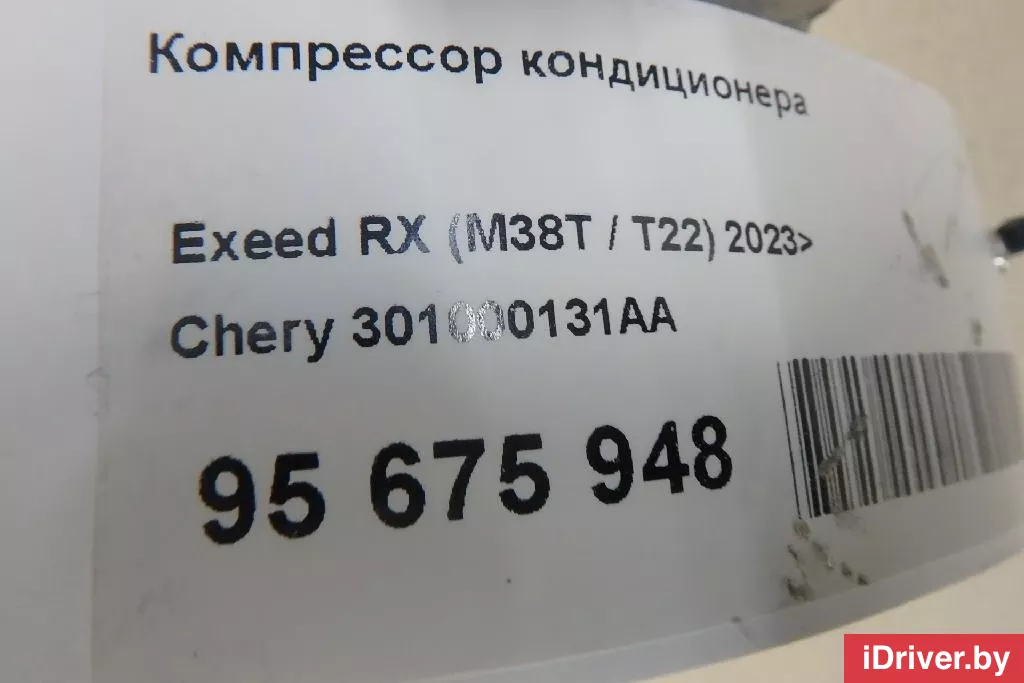 Компрессор кондиционера
Exeed RX (M38T / T22) 2023>
Chery 301000131AA
95 675 948
iDriver.by